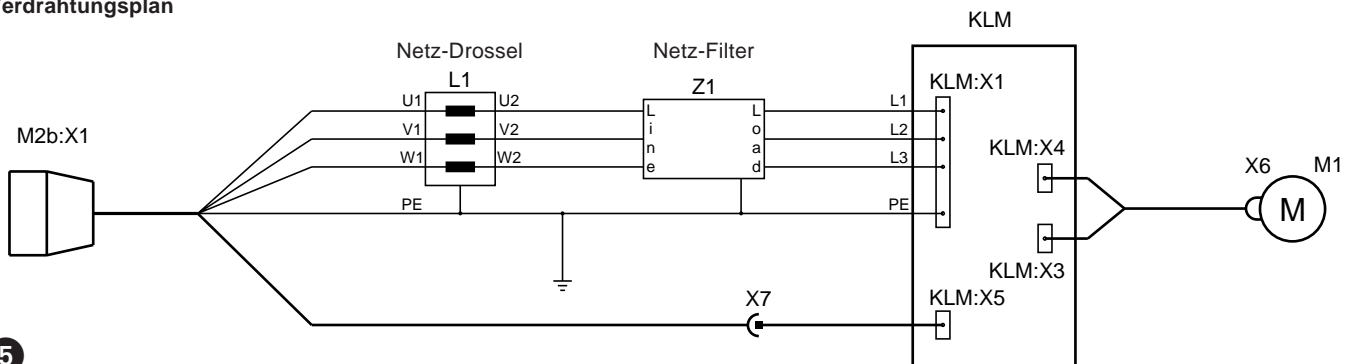 erdrahtungsplan
KLM
Netz-Drossel
Netz-Filter
L1
Z1
KLM:X1
U1
U2
L
L
L1
M2b:X1
V1
V2
i
o
L2
n
a
KLM:X4
W1
W2
e
d
L3
X6
M1
PE
PE
M
KLM:X3
X7
KLM:X5
5